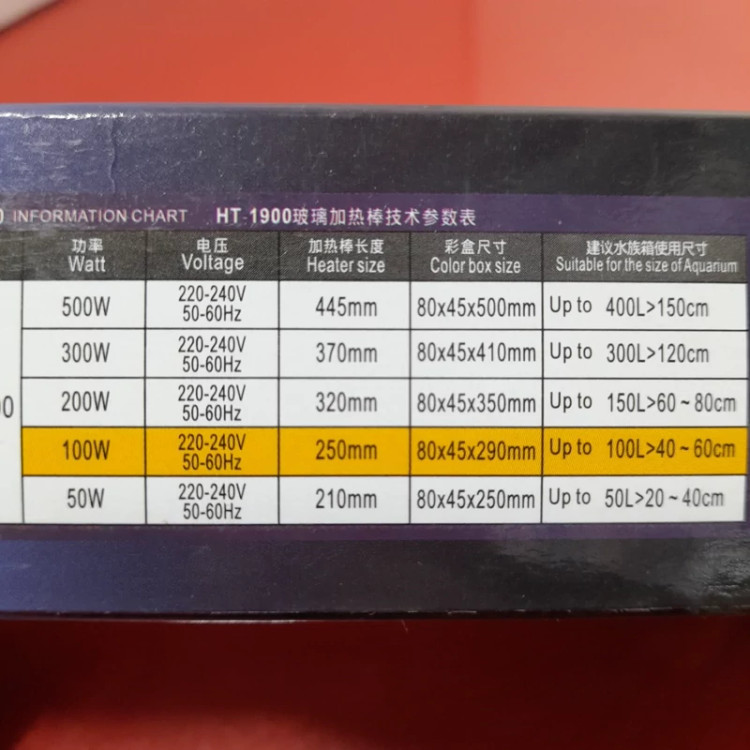 0 INFORMATION CHART HT-1900玻璃加热棒技术参数表
功率 电压 加热棒长度 彩盒尺寸 建议水族箱使用尺寸
Watt Voltage Heater size Color box size Suitable for the size of Aquarium
500W 220-240V 50-60Hz 445mm 80x45x500mm Up to 400L>150cm
300W 220-240V 50-60Hz 370mm 80x45x410mm Up to 300L>120cm
00 200W 220-240V 50-60Hz 320mm 80x45x350mm Up to 150L>60~80cm
100W 220-240V 50-60Hz 250mm 80x45x290mm Up to 100L>40~60cm
50W 220-240V 50-60Hz 210mm 80x45x250mm Up to 50L>20~40cm